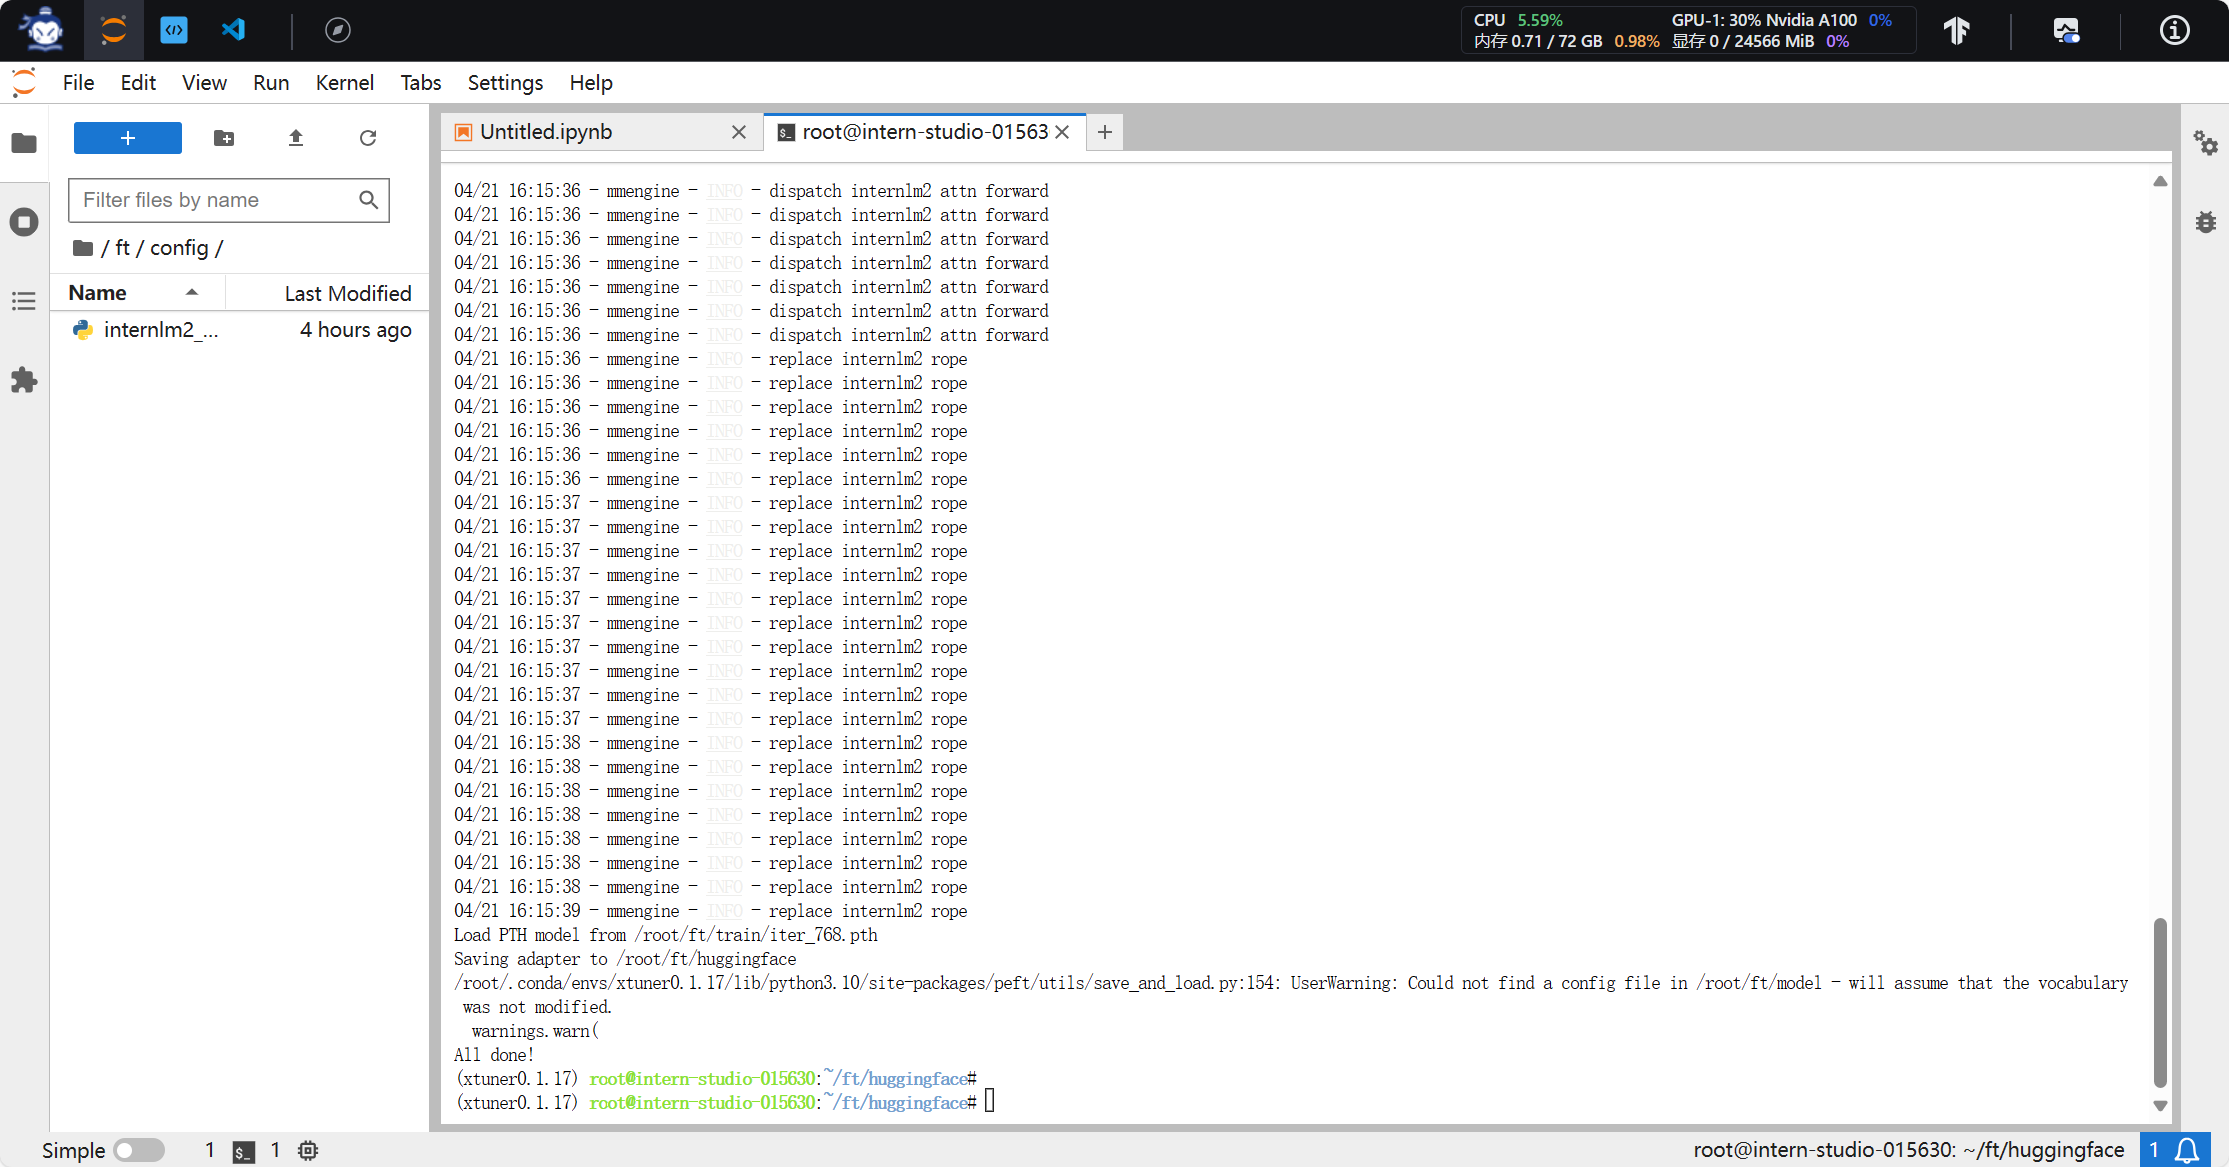 CPU 5.59%
内存 0.71 / 72 GB 0.98%
GPU-1: 30% Nvidia A100 0%
显存 0 / 24566 MiB 0%
File Edit View Run Kernel Tabs Settings Help
+
Filter files by name
/ ft / config /
Name Last Modified
internlm2_... 4 hours ago
Untitled.ipynb
root@intern-studio-01563
04/21 16:15:36 - mmengine - INFO - dispatch internlm2 attn forward
04/21 16:15:36 - mmengine - INFO - dispatch internlm2 attn forward
04/21 16:15:36 - mmengine - INFO - dispatch internlm2 attn forward
04/21 16:15:36 - mmengine - INFO - dispatch internlm2 attn forward
04/21 16:15:36 - mmengine - INFO - dispatch internlm2 attn forward
04/21 16:15:36 - mmengine - INFO - dispatch internlm2 attn forward
04/21 16:15:36 - mmengine - INFO - dispatch internlm2 attn forward
04/21 16:15:36 - mmengine - INFO - replace internlm2 rope
04/21 16:15:36 - mmengine - INFO - replace internlm2 rope
04/21 16:15:36 - mmengine - INFO - replace internlm2 rope
04/21 16:15:36 - mmengine - INFO - replace internlm2 rope
04/21 16:15:36 - mmengine - INFO - replace internlm2 rope
04/21 16:15:36 - mmengine - INFO - replace internlm2 rope
04/21 16:15:37 - mmengine - INFO - replace internlm2 rope
04/21 16:15:37 - mmengine - INFO - replace internlm2 rope
04/21 16:15:37 - mmengine - INFO - replace internlm2 rope
04/21 16:15:37 - mmengine - INFO - replace internlm2 rope
04/21 16:15:37 - mmengine - INFO - replace internlm2 rope
04/21 16:15:37 - mmengine - INFO - replace internlm2 rope
04/21 16:15:37 - mmengine - INFO - replace internlm2 rope
04/21 16:15:37 - mmengine - INFO - replace internlm2 rope
04/21 16:15:37 - mmengine - INFO - replace internlm2 rope
04/21 16:15:37 - mmengine - INFO - replace internlm2 rope
04/21 16:15:38 - mmengine - INFO - replace internlm2 rope
04/21 16:15:38 - mmengine - INFO - replace internlm2 rope
04/21 16:15:38 - mmengine - INFO - replace internlm2 rope
04/21 16:15:38 - mmengine - INFO - replace internlm2 rope
04/21 16:15:38 - mmengine - INFO - replace internlm2 rope
04/21 16:15:38 - mmengine - INFO - replace internlm2 rope
04/21 16:15:38 - mmengine - INFO - replace internlm2 rope
04/21 16:15:39 - mmengine - INFO - replace internlm2 rope
Load PTH model from /root/ft/train/iter_768.pth
Saving adapter to /root/ft/huggingface
/root/.conda/envs/xtuner0.1.17/lib/python3.10/site-packages/peft/utils/save_and_load.py:154: UserWarning: Could not find a config file in /root/ft/model - will assume that the vocabulary
was not modified.
warnings.warn(
All done!
(xtuner0.1.17) root@intern-studio-015630:~/ft/huggingface#
(xtuner0.1.17) root@intern-studio-015630:~/ft/huggingface#
Simple 1 $_ 1
root@intern-studio-015630: ~/ft/huggingface 1